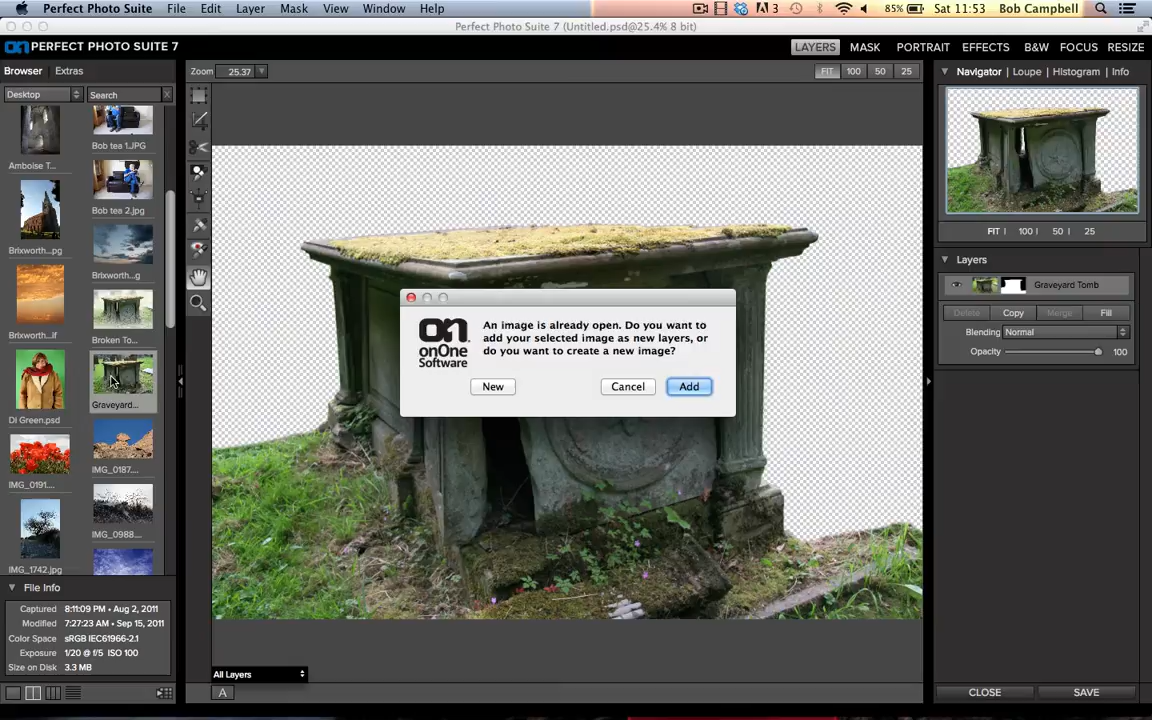 Perfect Photo Suite File Edit Layer Mask View Window Help
3 85% Sat 11:53 Bob Campbell
Perfect Photo Suite 7 (Untitled.psd@25.4% 8 bit)
on PERFECT PHOTO SUITE 7
LAYERS MASK PORTRAIT EFFECTS B&W FOCUS RESIZE
Browser Extras
Zoom 25.37
FIT 100 50 25
Navigator Loupe Histogram Info
Desktop Search X
Bob tea 1.JPG
Amboise T...
Bob tea 2.jpg
Brixworth...pg
Brixworth...g
Brixworth...if
Broken To...
DI Green.psd
Graveyard...
IMG_0187....
IMG_0191....
IMG_0988....
IMG_1742.jpg
FIT 100 50 25
Layers
Graveyard Tomb
Delete Copy Merge Fill
Blending Normal
Opacity 100
on
onOne
Software
An image is already open. Do you want to
add your selected image as new layers, or
do you want to create a new image?
New Cancel Add
File Info
Captured 8:11:09 PM • Aug 2, 2011
Modified 7:27:23 AM • Sep 15, 2011
Color Space sRGB IEC61966-2.1
Exposure 1/20 @ f/5 ISO 100
Size on Disk 3.3 MB
All Layers
A
CLOSE SAVE